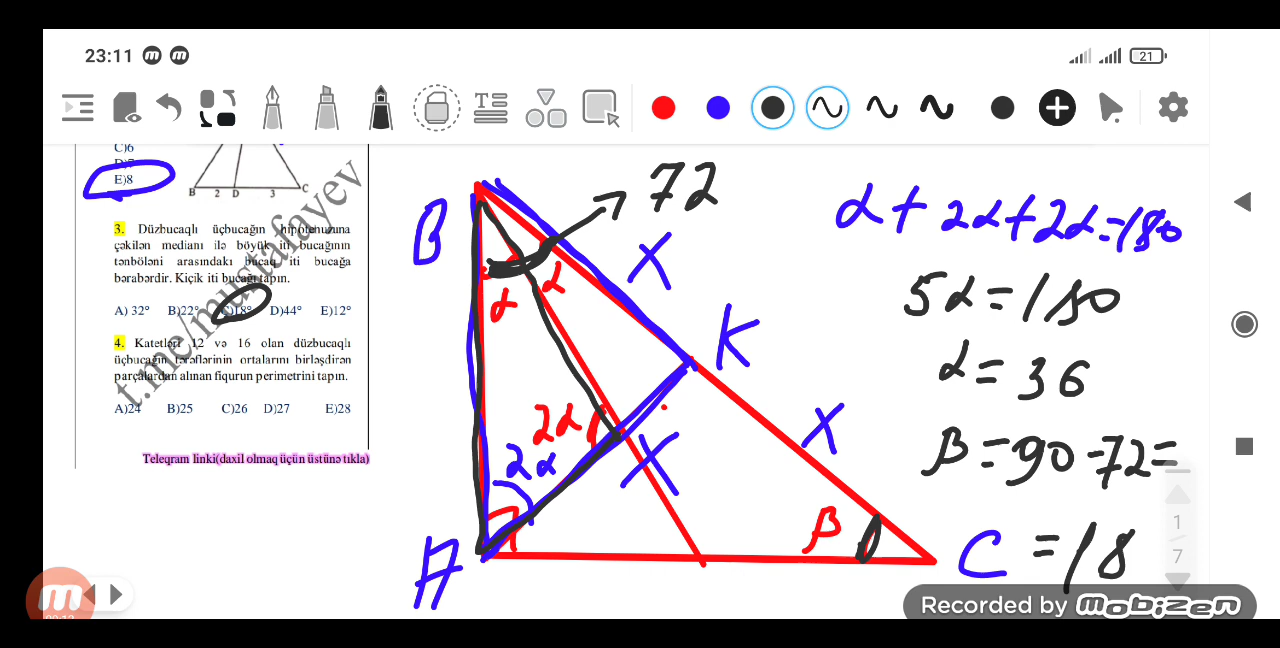 23:11
21
C)6
D)7
E)8
B 2 D 3 C
3. Düzbucaqlı üçbucağın hipotenuzuna
çəkilən medianı ilə böyük iti bucağının
tənböləni arasındakı bucaq iti bucağa
bərabərdir. Kiçik iti bucağı tapın.
A) 32° B)22° C)18° D)44° E)12°
4. Katetləri 12 və 16 olan düzbucaqlı
üçbucağın tərəflərinin ortalarını birləşdirən
parçalardan alınan fiqurun perimetrini tapın.
A)24 B)25 C)26 D)27 E)28
t.me/mustafayev
Teleqram linki(daxil olmaq üçün üstünə tıkla)
72
B
α
α
X
K
X
X
2α
2α
β
A
C
α+2α+2α=180
5α=180
α=36
β=90-72=
=18
1
7
Recorded by mobizen